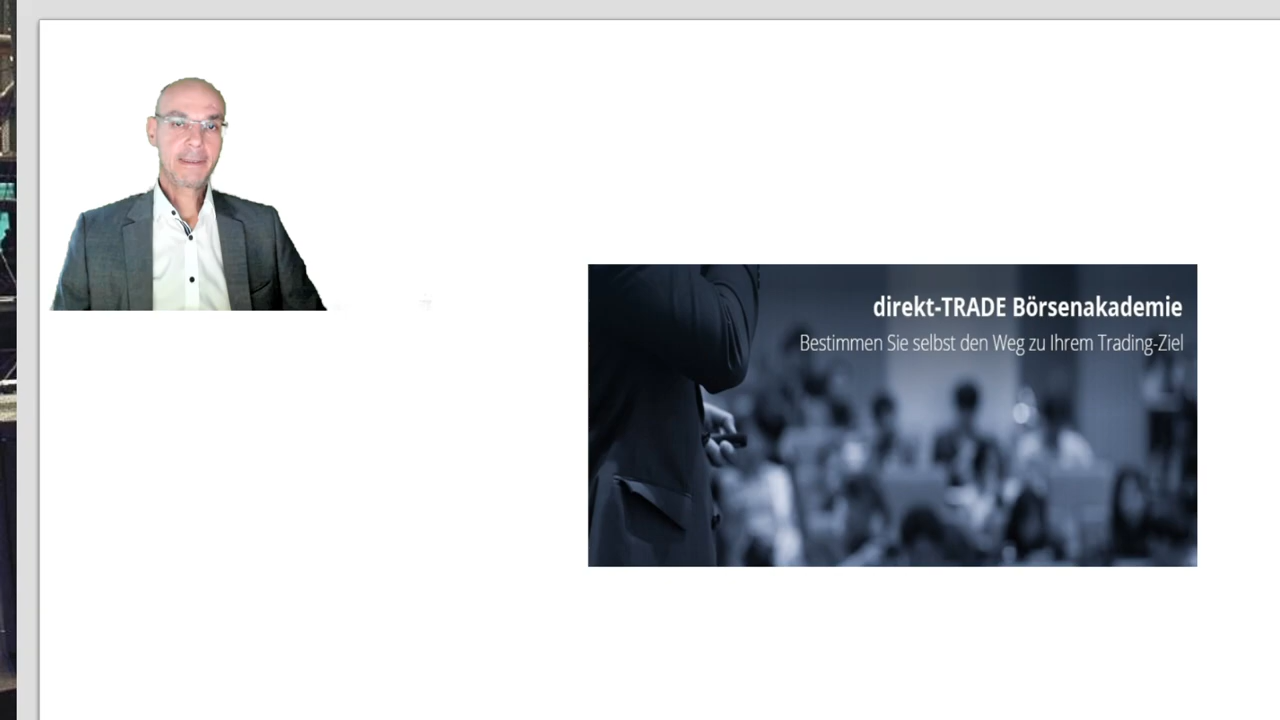 direkt-TRADE Börsenakademie
Bestimmen Sie selbst den Weg zu Ihrem Trading-Ziel